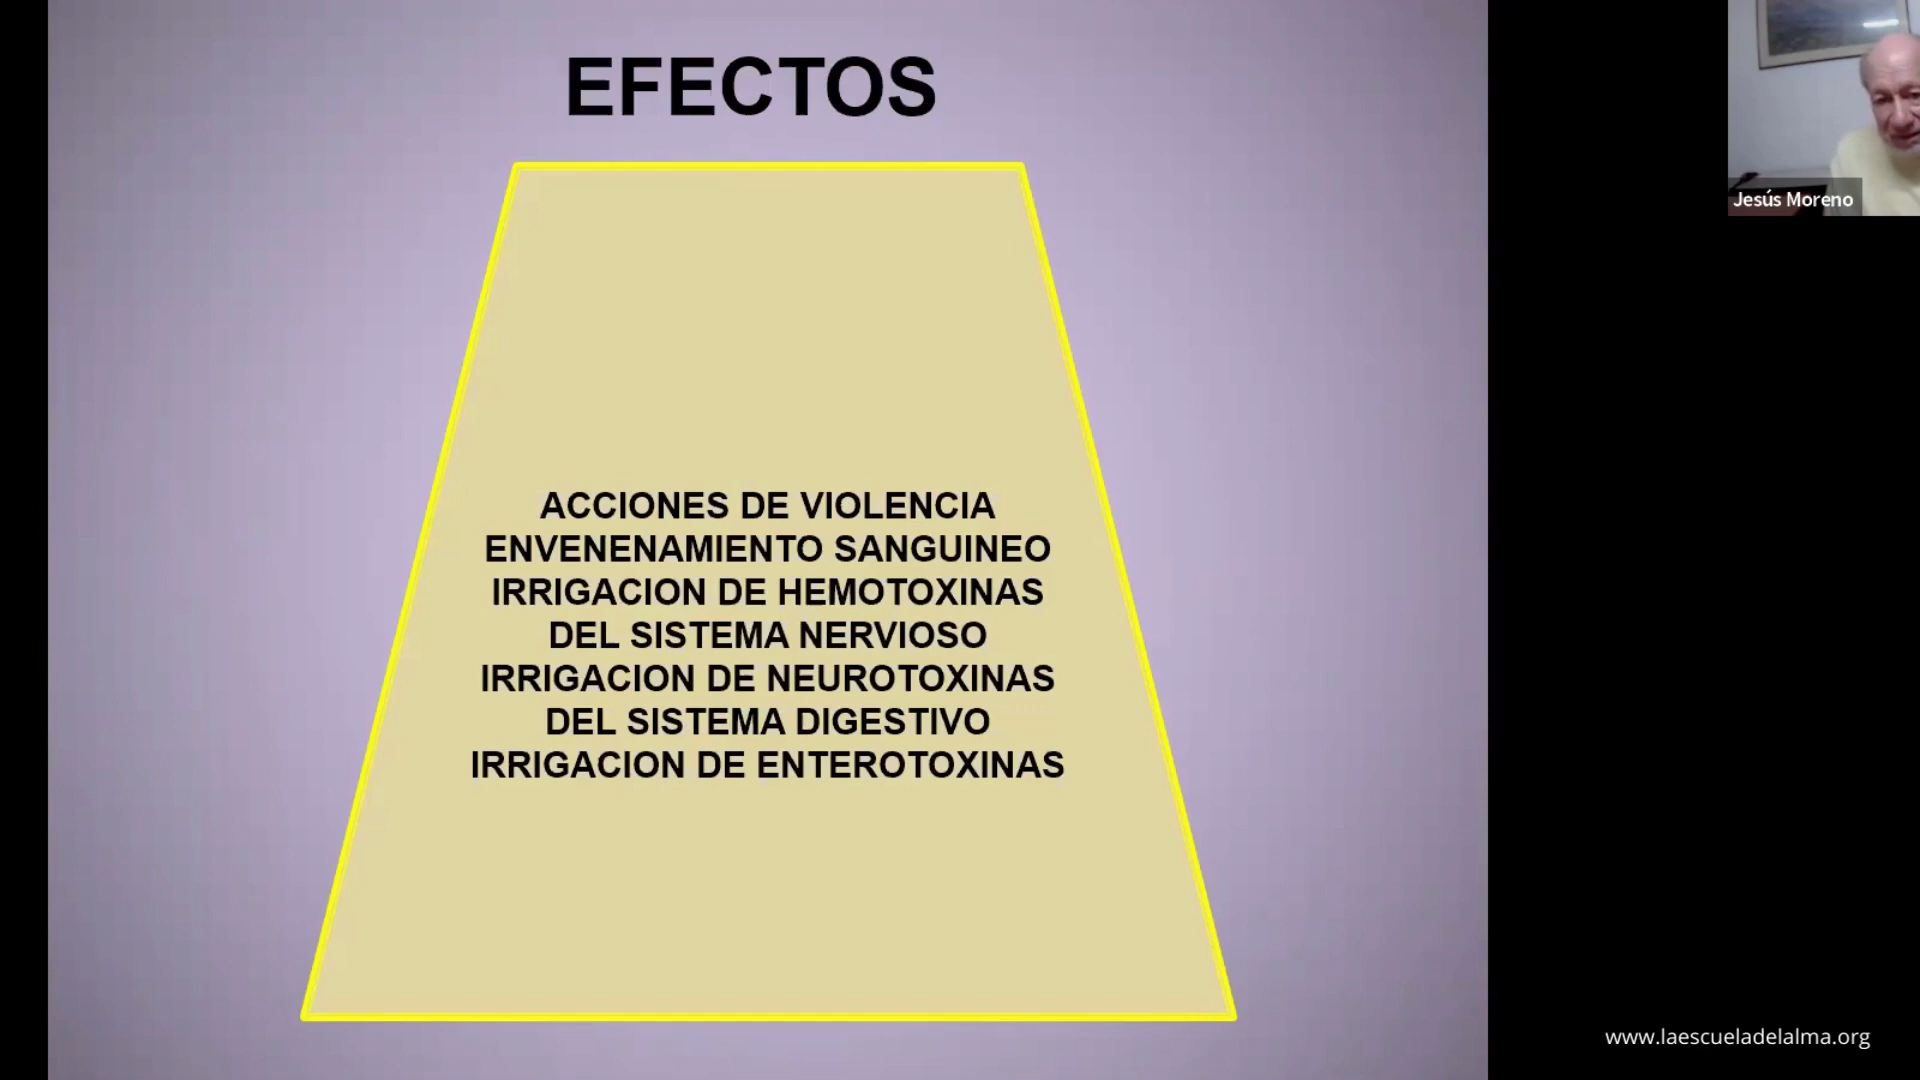 EFECTOS
ACCIONES DE VIOLENCIA
ENVENENAMIENTO SANGUINEO
IRRIGACION DE HEMOTOXINAS
DEL SISTEMA NERVIOSO
IRRIGACION DE NEUROTOXINAS
DEL SISTEMA DIGESTIVO
IRRIGACION DE ENTEROTOXINAS
Jesús Moreno
www.laescueladelalma.org